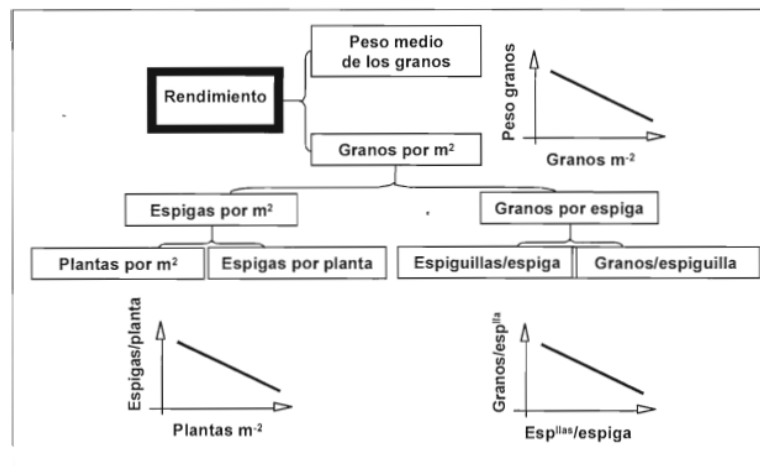 Peso medio
de los granos
Rendimiento
Peso granos
Granos m⁻²
Granos por m²
Espigas por m²
Granos por espiga
Plantas por m²
Espigas por planta
Espiguillas/espiga
Granos/espiguilla
Espigas/planta
Plantas m⁻²
Granos/espˡˡᵃ
Espˡˡᵃˢ/espiga